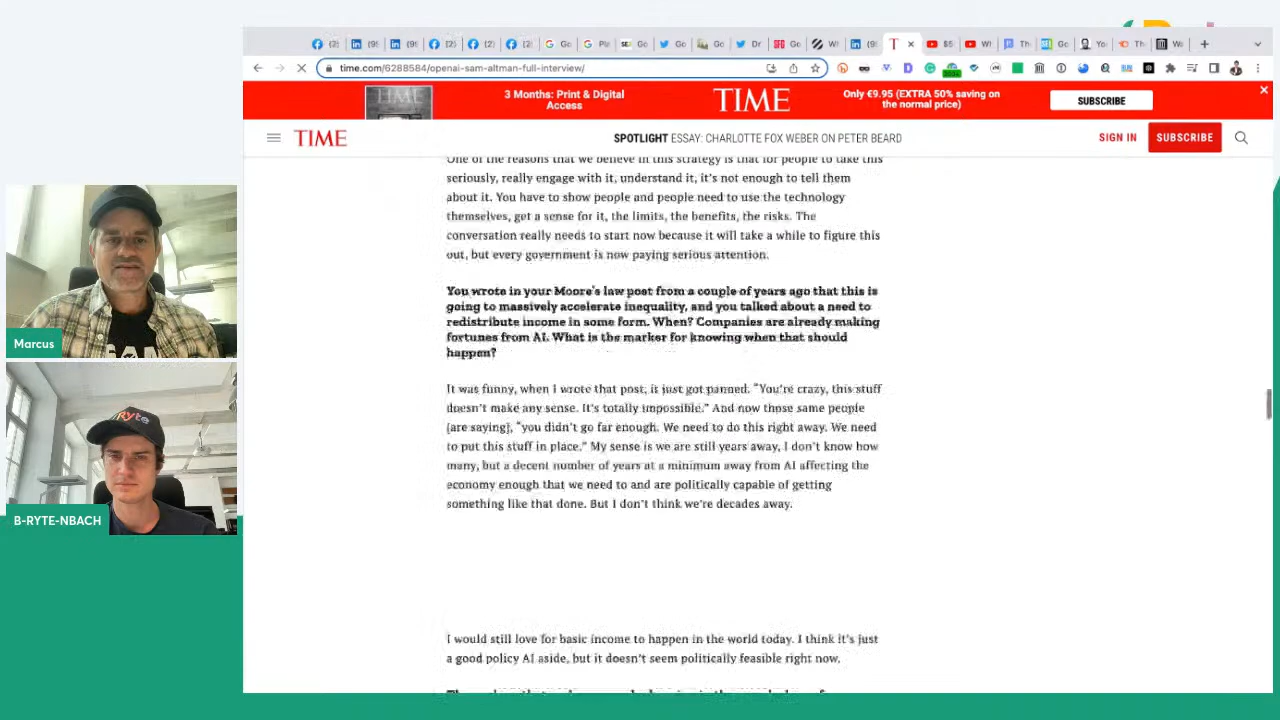 time.com/6288584/openai-sam-altman-full-interview/
3 Months: Print & Digital
Access
TIME
Only €9.95 (EXTRA 50% saving on
the normal price)
SUBSCRIBE
TIME
SPOTLIGHT ESSAY: CHARLOTTE FOX WEBER ON PETER BEARD
SIGN IN
SUBSCRIBE
One of the reasons that we believe in this strategy is that for people to take this
seriously, really engage with it, understand it, it's not enough to tell them
about it. You have to show people and people need to use the technology
themselves, get a sense for it, the limits, the benefits, the risks. The
conversation really needs to start now because it will take a while to figure this
out, but every government is now paying serious attention.
You wrote in your Moore's law post from a couple of years ago that this is
going to massively accelerate inequality, and you talked about a need to
redistribute income in some form. When? Companies are already making
fortunes from AI. What is the marker for knowing when that should
happen?
It was funny, when I wrote that post, it just got panned. “You're crazy, this stuff
doesn't make any sense. It's totally impossible.” And now those same people
[are saying], “you didn't go far enough. We need to do this right away. We need
to put this stuff in place.” My sense is we are still years away, I don't know how
many, but a decent number of years at a minimum away from AI affecting the
economy enough that we need to and are politically capable of getting
something like that done. But I don't think we're decades away.
I would still love for basic income to happen in the world today. I think it's just
a good policy AI aside, but it doesn't seem politically feasible right now.
Marcus
Ryte
B-RYTE-NBACH